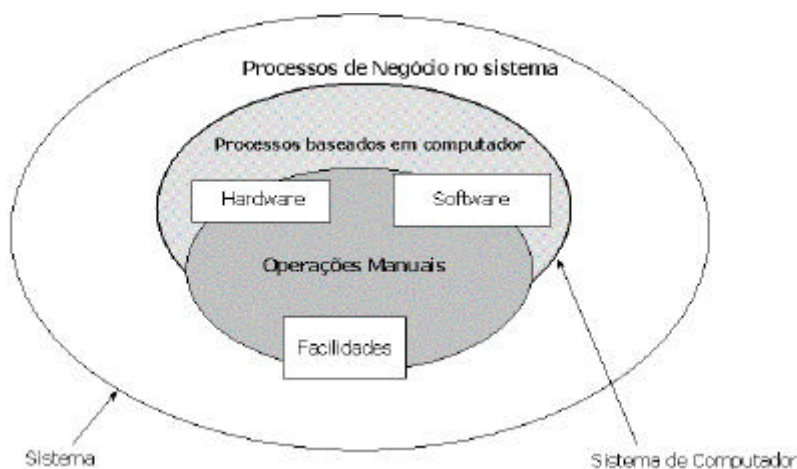 Processos de Negócio no sistema
Processos baseados em computador
Hardware
Software
Operações Manuais
Facilidades
Sistema
Sistema de Computador